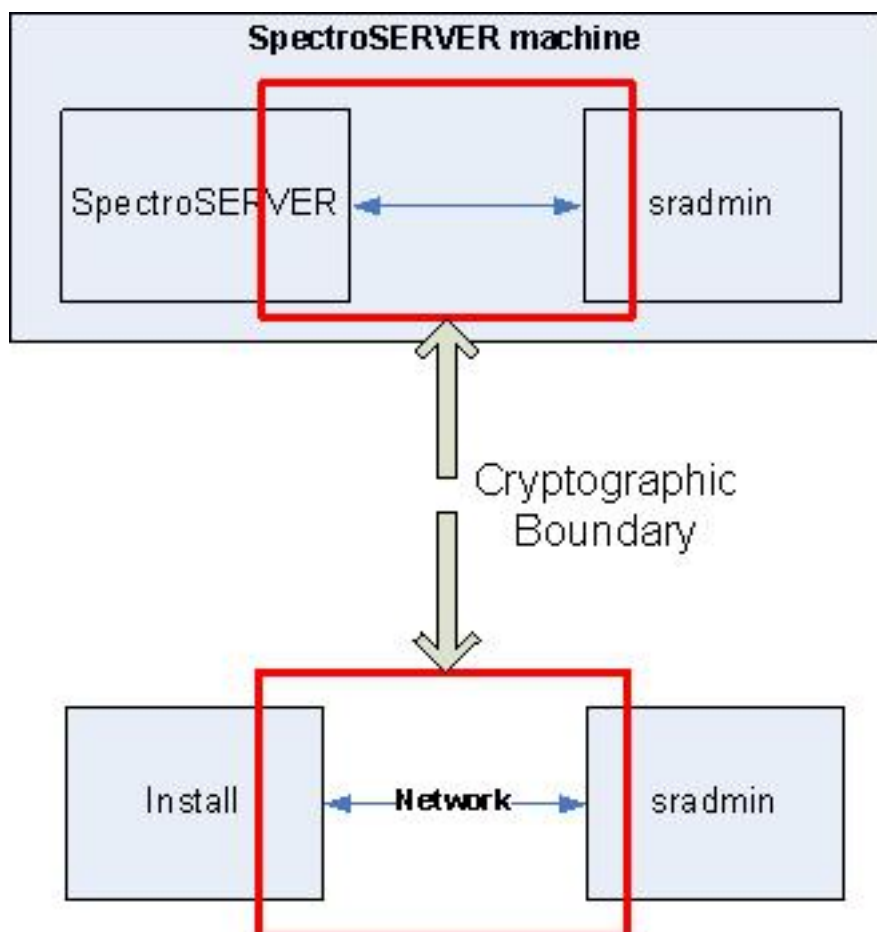 SpectroSERVER machine
SpectroSERVER
sradmin
Cryptographic
Boundary
Install
Network
sradmin